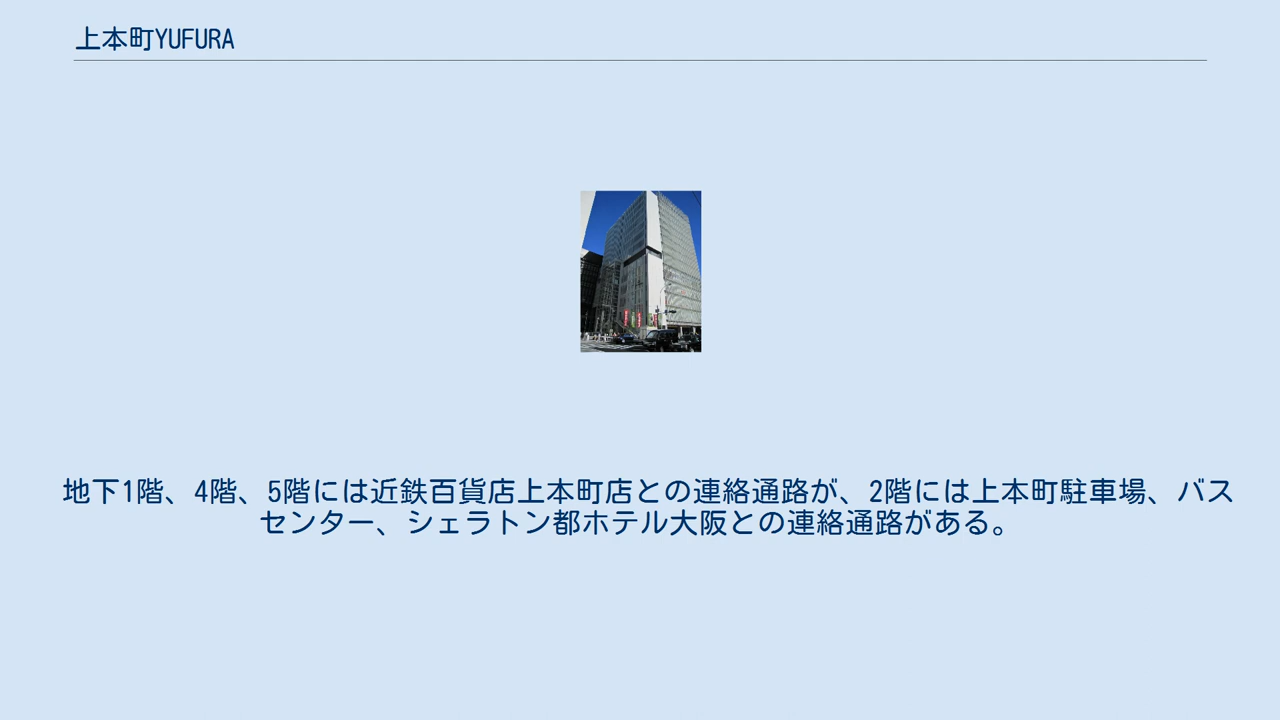 上本町YUFURA
地下1階、4階、5階には近鉄百貨店上本町店との連絡通路が、2階には上本町駐車場、バス
センター、シェラトン都ホテル大阪との連絡通路がある。